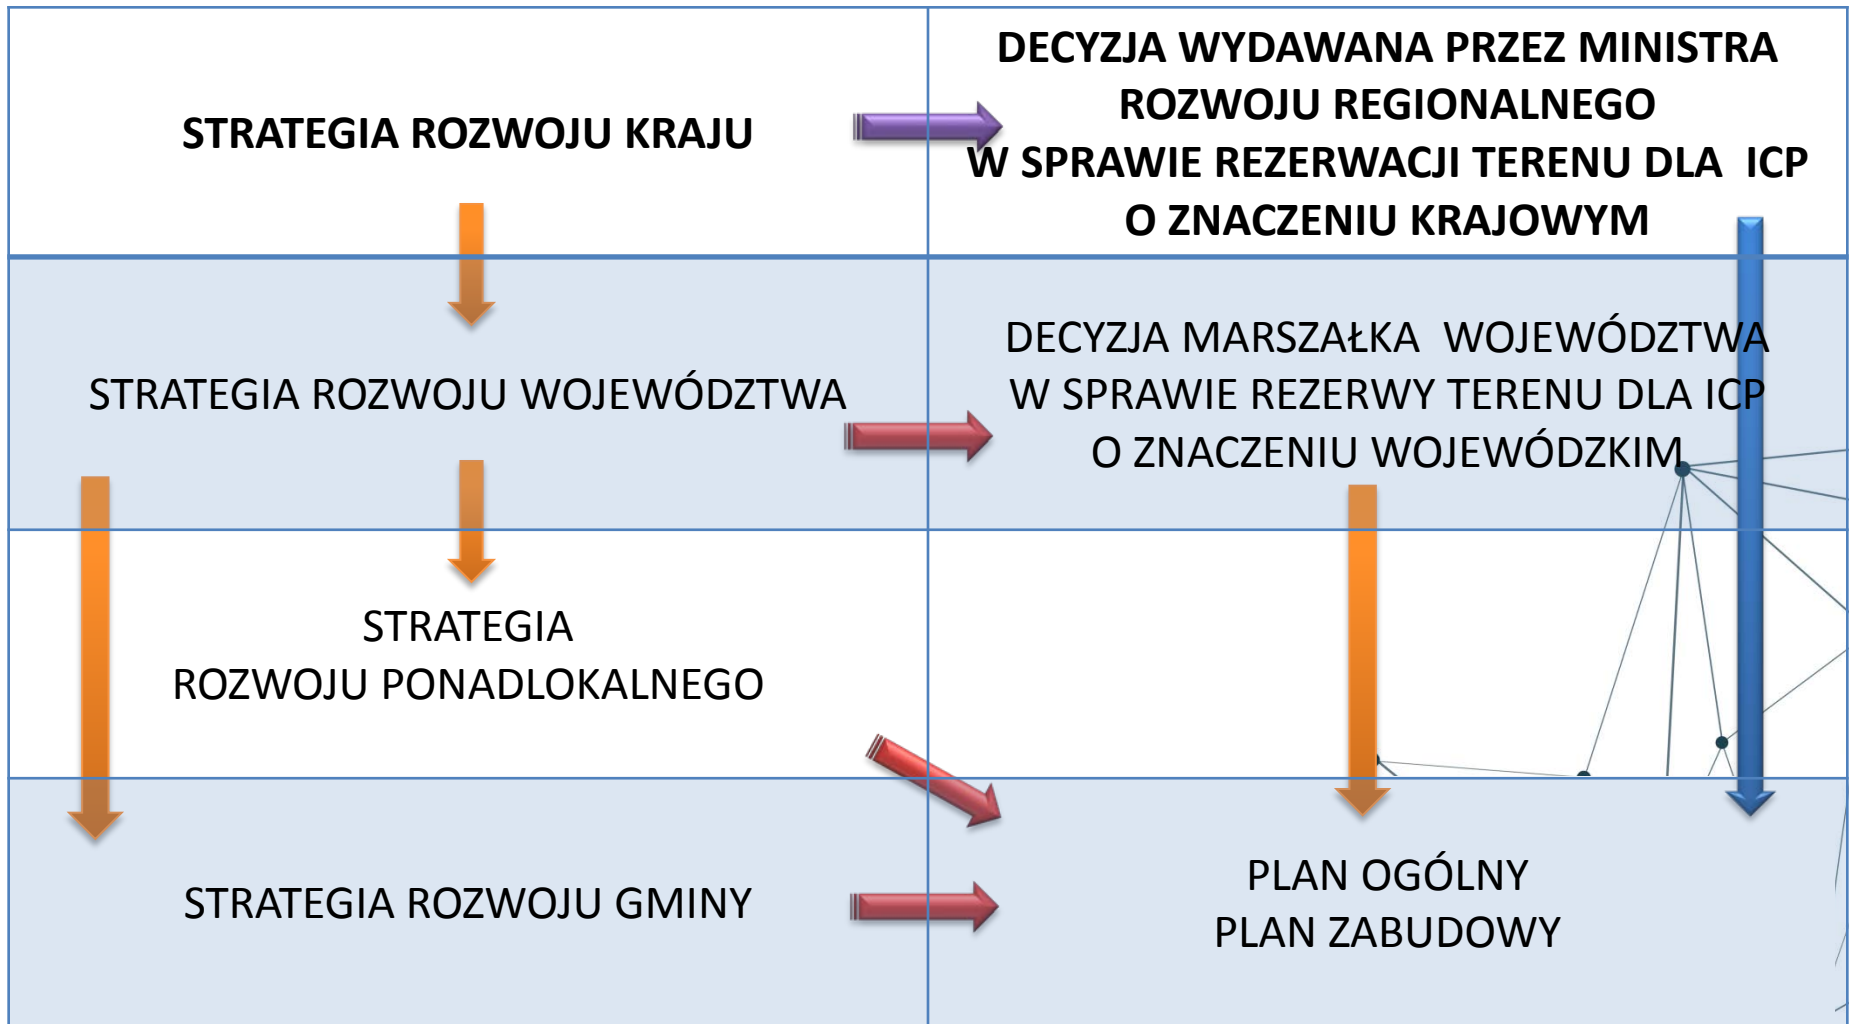 STRATEGIA ROZWOJU KRAJU
DECYZJA WYDAWANA PRZEZ MINISTRA
ROZWOJU REGIONALNEGO
W SPRAWIE REZERWACJI TERENU DLA ICP
O ZNACZENIU KRAJOWYM
STRATEGIA ROZWOJU WOJEWÓDZTWA
DECYZJA MARSZAŁKA WOJEWÓDZTWA
W SPRAWIE REZERWY TERENU DLA ICP
O ZNACZENIU WOJEWÓDZKIM
STRATEGIA
ROZWOJU PONADLOKALNEGO
STRATEGIA ROZWOJU GMINY
PLAN OGÓLNY
PLAN ZABUDOWY